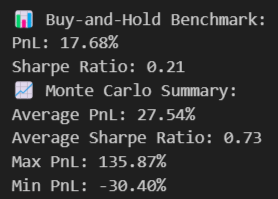 📊 Buy-and-Hold Benchmark:
PnL: 17.68%
Sharpe Ratio: 0.21
📈 Monte Carlo Summary:
Average PnL: 27.54%
Average Sharpe Ratio: 0.73
Max PnL: 135.87%
Min PnL: -30.40%